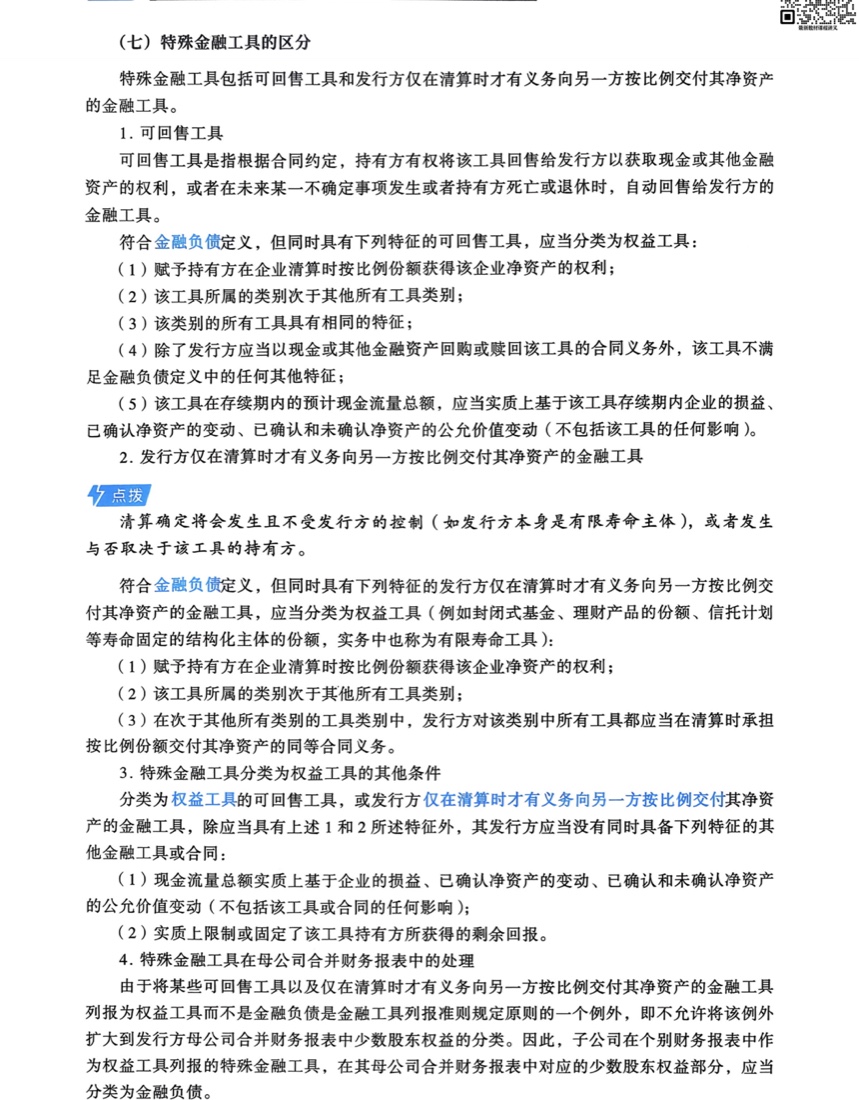 （七）特殊金融工具的区分
特殊金融工具包括可回售工具和发行方仅在清算时才有义务向另一方按比例交付其净资产
的金融工具。
1. 可回售工具
可回售工具是指根据合同约定，持有方有权将该工具回售给发行方以获取现金或其他金融
资产的权利，或者在未来某一不确定事项发生或者持有方死亡或退休时，自动回售给发行方的
金融工具。
符合金融负债定义，但同时具有下列特征的可回售工具，应当分类为权益工具：
（1）赋予持有方在企业清算时按比例份额获得该企业净资产的权利；
（2）该工具所属的类别次于其他所有工具类别；
（3）该类别的所有工具具有相同的特征；
（4）除了发行方应当以现金或其他金融资产回购或赎回该工具的合同义务外，该工具不满
足金融负债定义中的任何其他特征；
（5）该工具在存续期内的预计现金流量总额，应当实质上基于该工具存续期内企业的损益、
已确认净资产的变动、已确认和未确认净资产的公允价值变动（不包括该工具的任何影响）。
2. 发行方仅在清算时才有义务向另一方按比例交付其净资产的金融工具
点拨
清算确定将会发生且不受发行方的控制（如发行方本身是有限寿命主体），或者发生
与否取决于该工具的持有方。
符合金融负债定义，但同时具有下列特征的发行方仅在清算时才有义务向另一方按比例交
付其净资产的金融工具，应当分类为权益工具（例如封闭式基金、理财产品的份额、信托计划
等寿命固定的结构化主体的份额，实务中也称为有限寿命工具）：
（1）赋予持有方在企业清算时按比例份额获得该企业净资产的权利；
（2）该工具所属的类别次于其他所有工具类别；
（3）在次于其他所有类别的工具类别中，发行方对该类别中所有工具都应当在清算时承担
按比例份额交付其净资产的同等合同义务。
3. 特殊金融工具分类为权益工具的其他条件
分类为权益工具的可回售工具，或发行方仅在清算时才有义务向另一方按比例交付其净资
产的金融工具，除应当具有上述 1 和 2 所述特征外，其发行方应当没有同时具备下列特征的其
他金融工具或合同：
（1）现金流量总额实质上基于企业的损益、已确认净资产的变动、已确认和未确认净资产
的公允价值变动（不包括该工具或合同的任何影响）；
（2）实质上限制或固定了该工具持有方所获得的剩余回报。
4. 特殊金融工具在母公司合并财务报表中的处理
由于将某些可回售工具以及仅在清算时才有义务向另一方按比例交付其净资产的金融工具
列报为权益工具而不是金融负债是金融工具列报准则规定原则的一个例外，即不允许将该例外
扩大到发行方母公司合并财务报表中少数股东权益的分类。因此，子公司在个别财务报表中作
为权益工具列报的特殊金融工具，在其母公司合并财务报表中对应的少数股东权益部分，应当
分类为金融负债。